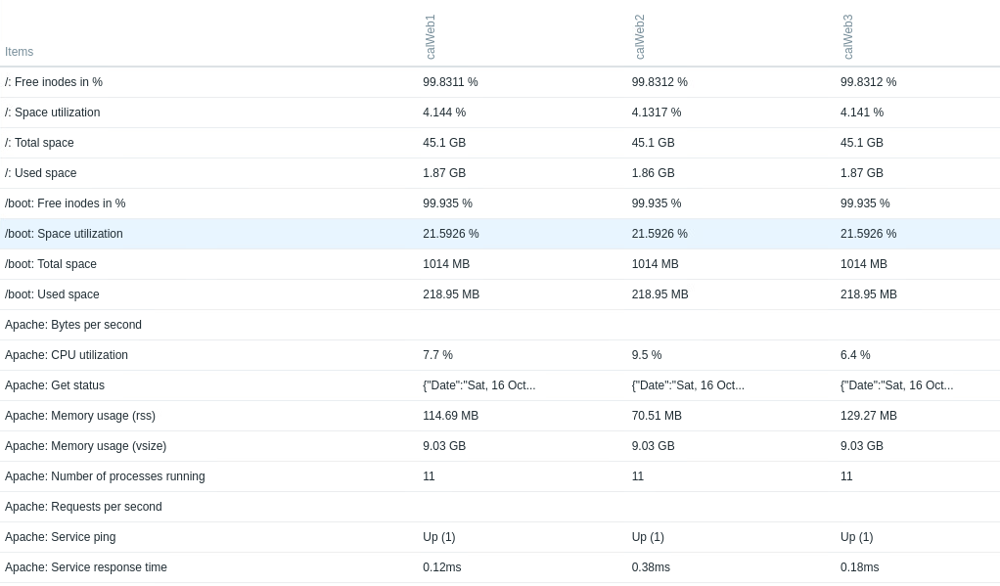 Items calWeb1 calWeb2 calWeb3
/: Free inodes in % 99.8311 % 99.8312 % 99.8312 %
/: Space utilization 4.144 % 4.1317 % 4.141 %
/: Total space 45.1 GB 45.1 GB 45.1 GB
/: Used space 1.87 GB 1.86 GB 1.87 GB
/boot: Free inodes in % 99.935 % 99.935 % 99.935 %
/boot: Space utilization 21.5926 % 21.5926 % 21.5926 %
/boot: Total space 1014 MB 1014 MB 1014 MB
/boot: Used space 218.95 MB 218.95 MB 218.95 MB
Apache: Bytes per second
Apache: CPU utilization 7.7 % 9.5 % 6.4 %
Apache: Get status {"Date":"Sat, 16 Oct... {"Date":"Sat, 16 Oct... {"Date":"Sat, 16 Oct...
Apache: Memory usage (rss) 114.69 MB 70.51 MB 129.27 MB
Apache: Memory usage (vsize) 9.03 GB 9.03 GB 9.03 GB
Apache: Number of processes running 11 11 11
Apache: Requests per second
Apache: Service ping Up (1) Up (1) Up (1)
Apache: Service response time 0.12ms 0.38ms 0.18ms